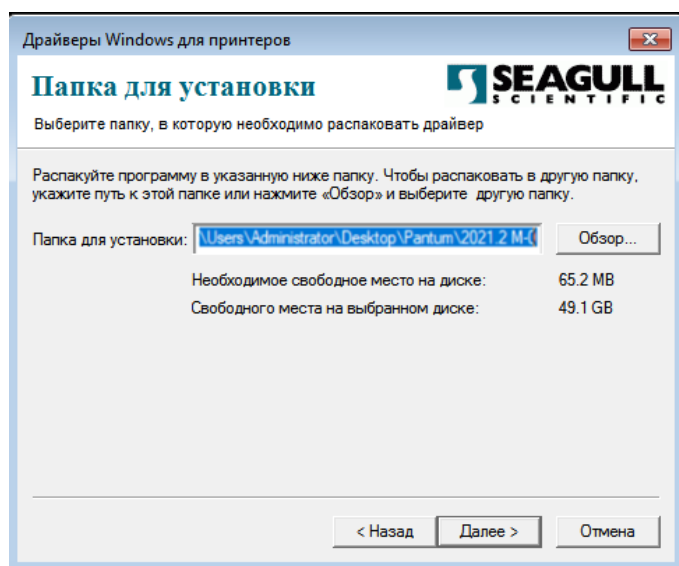 Драйверы Windows для принтеров
Папка для установки
SEAGULL
SCIENTIFIC
Выберите папку, в которую необходимо распаковать драйвер
Распакуйте программу в указанную ниже папку. Чтобы распаковать в другую папку,
укажите путь к этой папке или нажмите «Обзор» и выберите другую папку.
Папка для установки: \Users\Administrator\Desktop\Pantum\2021.2 M-( Обзор...
Необходимое свободное место на диске: 65.2 MB
Свободного места на выбранном диске: 49.1 GB
< Назад Далее > Отмена